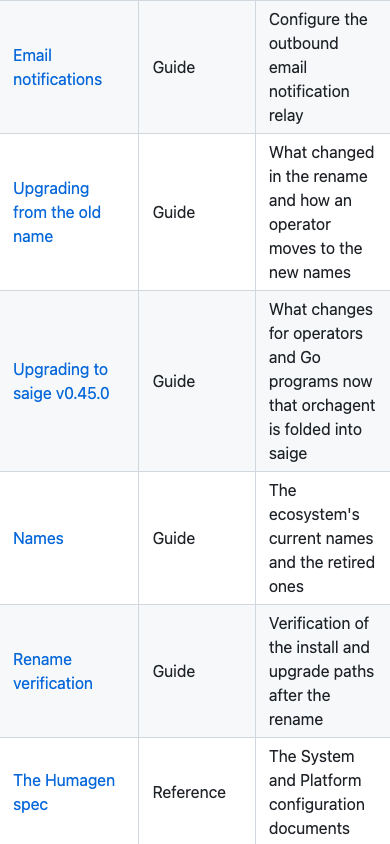 Email
notifications
Guide
Configure the
outbound
email
notification
relay
Upgrading
from the old
name
Guide
What changed
in the rename
and how an
operator
moves to the
new names
Upgrading to
saige v0.45.0
Guide
What changes
for operators
and Go
programs now
that orchagent
is folded into
saige
Names
Guide
The
ecosystem's
current names
and the retired
ones
Rename
verification
Guide
Verification of
the install and
upgrade paths
after the
rename
The Humagen
spec
Reference
The System
and Platform
configuration
documents